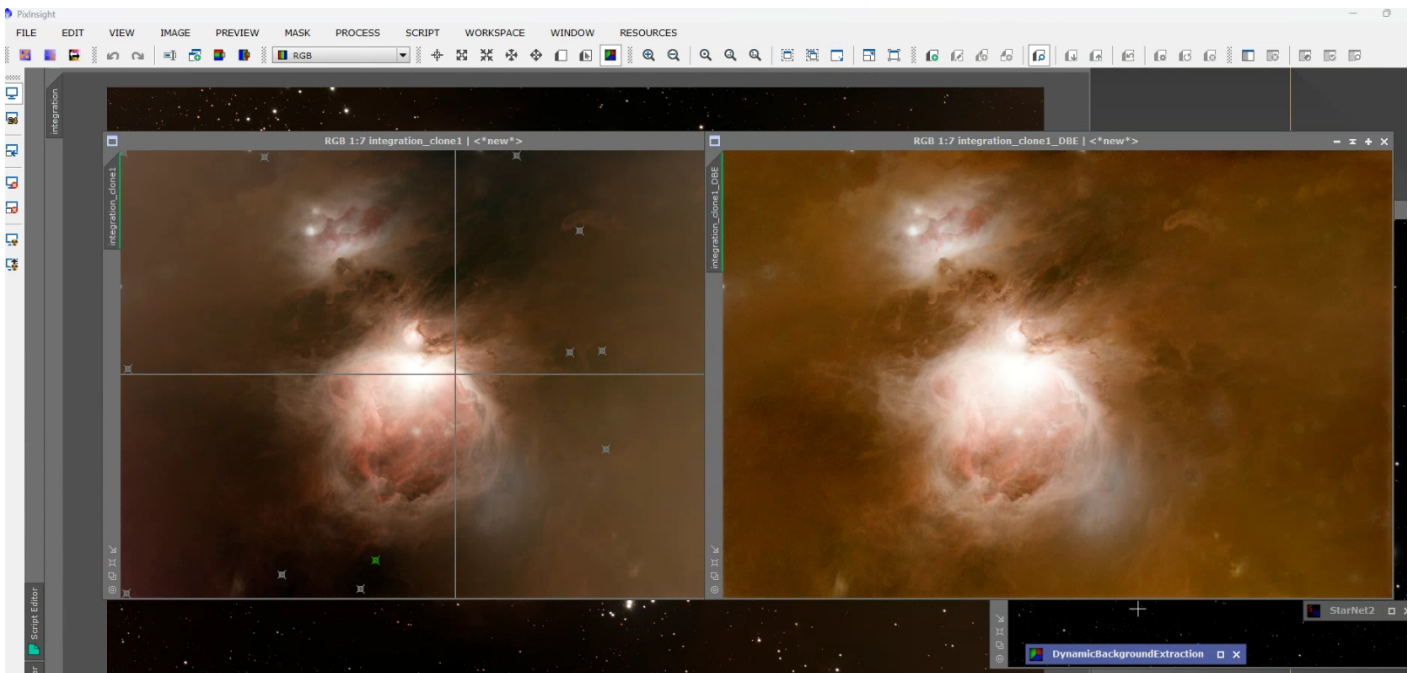 PixInsight
FILE EDIT VIEW IMAGE PREVIEW MASK PROCESS SCRIPT WORKSPACE WINDOW RESOURCES
RGB
integration
RGB 1:7 integration_clone1 | <*new*>
RGB 1:7 integration_clone1_DBE | <*new*>
integration_clone1
integration_clone1_DBE
Script Editor
StarNet2
DynamicBackgroundExtraction